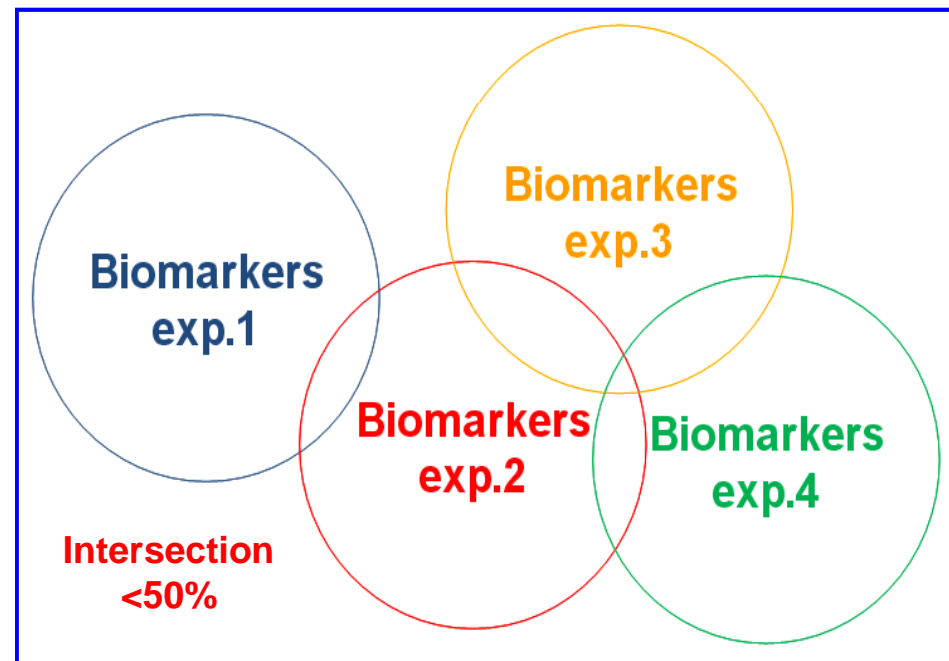 Biomarkers
exp.1
Biomarkers
exp.3
Biomarkers
exp.2
Biomarkers
exp.4
Intersection
<50%